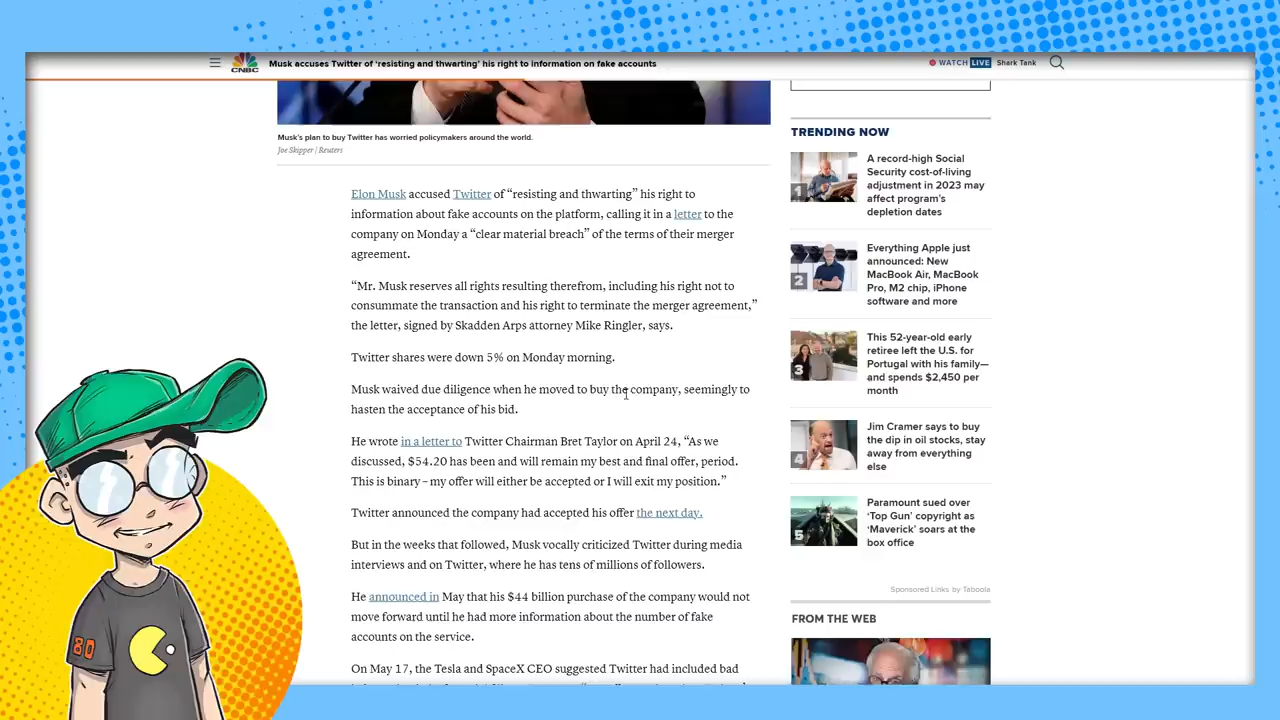 CNBC
Musk accuses Twitter of ‘resisting and thwarting’ his right to information on fake accounts
WATCH LIVE Shark Tank
Musk's plan to buy Twitter has worried policymakers around the world.
Joe Skipper | Reuters
Elon Musk accused Twitter of “resisting and thwarting” his right to
information about fake accounts on the platform, calling it in a letter to the
company on Monday a “clear material breach” of the terms of their merger
agreement.
“Mr. Musk reserves all rights resulting therefrom, including his right not to
consummate the transaction and his right to terminate the merger agreement,”
the letter, signed by Skadden Arps attorney Mike Ringler, says.
Twitter shares were down 5% on Monday morning.
Musk waived due diligence when he moved to buy the company, seemingly to
hasten the acceptance of his bid.
He wrote in a letter to Twitter Chairman Bret Taylor on April 24, “As we
discussed, $54.20 has been and will remain my best and final offer, period.
This is binary – my offer will either be accepted or I will exit my position.”
Twitter announced the company had accepted his offer the next day.
But in the weeks that followed, Musk vocally criticized Twitter during media
interviews and on Twitter, where he has tens of millions of followers.
He announced in May that his $44 billion purchase of the company would not
move forward until he had more information about the number of fake
accounts on the service.
On May 17, the Tesla and SpaceX CEO suggested Twitter had included bad
TRENDING NOW
1
A record-high Social
Security cost-of-living
adjustment in 2023 may
affect program's
depletion dates
2
Everything Apple just
announced: New
MacBook Air, MacBook
Pro, M2 chip, iPhone
software and more
3
This 52-year-old early
retiree left the U.S. for
Portugal with his family—
and spends $2,450 per
month
4
Jim Cramer says to buy
the dip in oil stocks, stay
away from everything
else
5
Paramount sued over
‘Top Gun’ copyright as
‘Maverick’ soars at the
box office
Sponsored Links by Taboola
FROM THE WEB
80